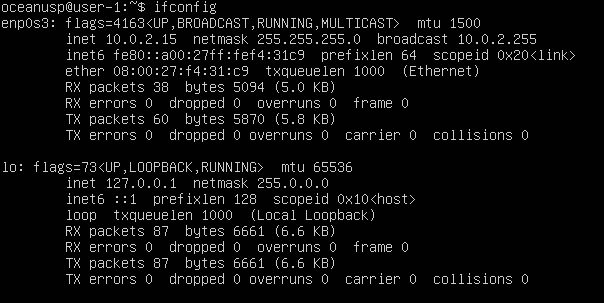 oceanusp@user-1:~$ ifconfig
enp0s3: flags=4163<UP,BROADCAST,RUNNING,MULTICAST>  mtu 1500
        inet 10.0.2.15  netmask 255.255.255.0  broadcast 10.0.2.255
        inet6 fe80::a00:27ff:fef4:31c9  prefixlen 64  scopeid 0x20<link>
        ether 08:00:27:f4:31:c9  txqueuelen 1000  (Ethernet)
        RX packets 38  bytes 5094 (5.0 KB)
        RX errors 0  dropped 0  overruns 0  frame 0
        TX packets 60  bytes 5870 (5.8 KB)
        TX errors 0  dropped 0 overruns 0  carrier 0  collisions 0

lo: flags=73<UP,LOOPBACK,RUNNING>  mtu 65536
        inet 127.0.0.1  netmask 255.0.0.0
        inet6 ::1  prefixlen 128  scopeid 0x10<host>
        loop  txqueuelen 1000  (Local Loopback)
        RX packets 87  bytes 6661 (6.6 KB)
        RX errors 0  dropped 0  overruns 0  frame 0
        TX packets 87  bytes 6661 (6.6 KB)
        TX errors 0  dropped 0 overruns 0  carrier 0  collisions 0